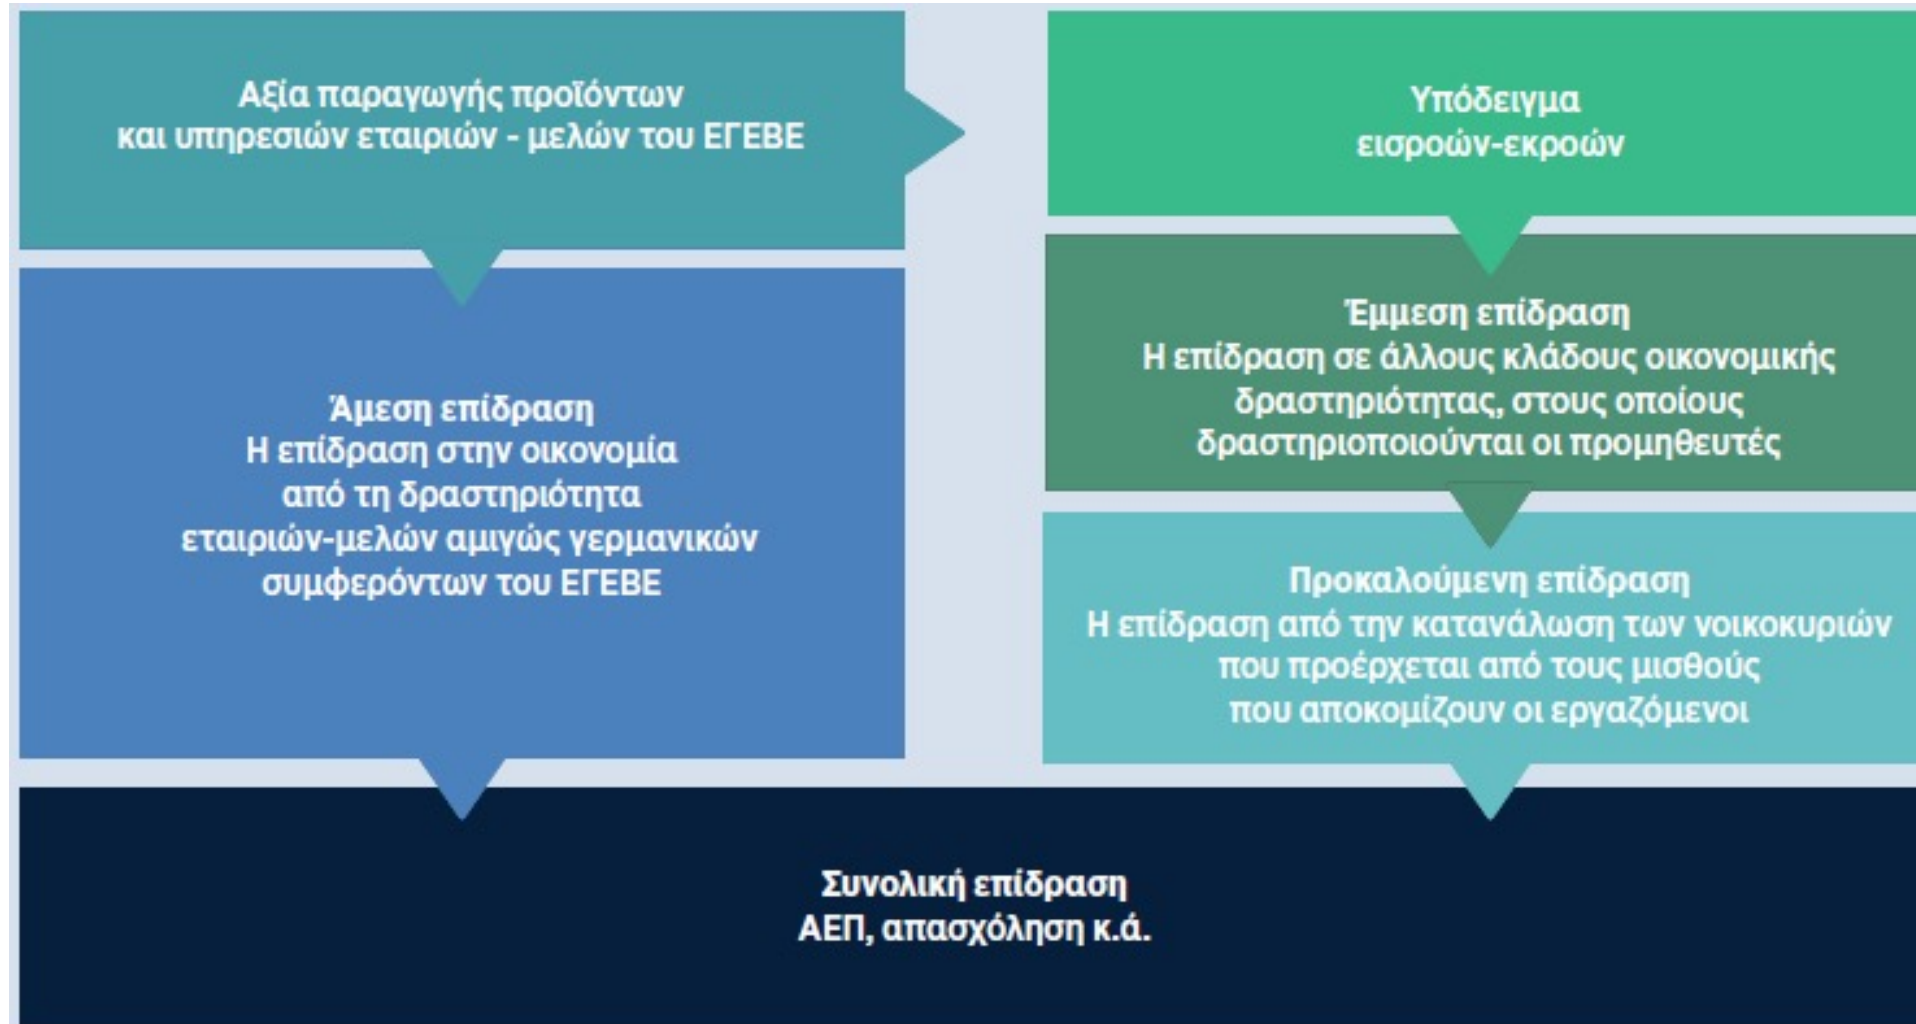 Αξία παραγωγής προϊόντων
και υπηρεσιών εταιριών - μελών του ΕΓΕΒΕ
Άμεση επίδραση
Η επίδραση στην οικονομία
από τη δραστηριότητα
εταιριών-μελών αμιγώς γερμανικών
συμφερόντων του ΕΓΕΒΕ
Υπόδειγμα
εισροών-εκροών
Έμμεση επίδραση
Η επίδραση σε άλλους κλάδους οικονομικής
δραστηριότητας, στους οποίους
δραστηριοποιούνται οι προμηθευτές
Προκαλούμενη επίδραση
Η επίδραση από την κατανάλωση των νοικοκυριών
που προέρχεται από τους μισθούς
που αποκομίζουν οι εργαζόμενοι
Συνολική επίδραση
ΑΕΠ, απασχόληση κ.ά.